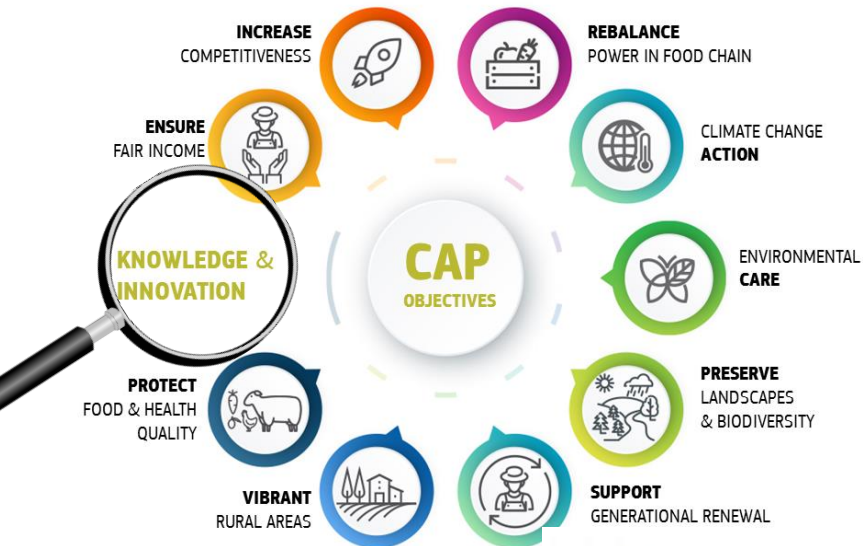 INCREASE
COMPETITIVENESS
REBALANCE
POWER IN FOOD CHAIN
ENSURE
FAIR INCOME
CLIMATE CHANGE
ACTION
KNOWLEDGE &
INNOVATION
CAP
OBJECTIVES
ENVIRONMENTAL
CARE
PROTECT
FOOD & HEALTH
QUALITY
PRESERVE
LANDSCAPES
& BIODIVERSITY
VIBRANT
RURAL AREAS
SUPPORT
GENERATIONAL RENEWAL